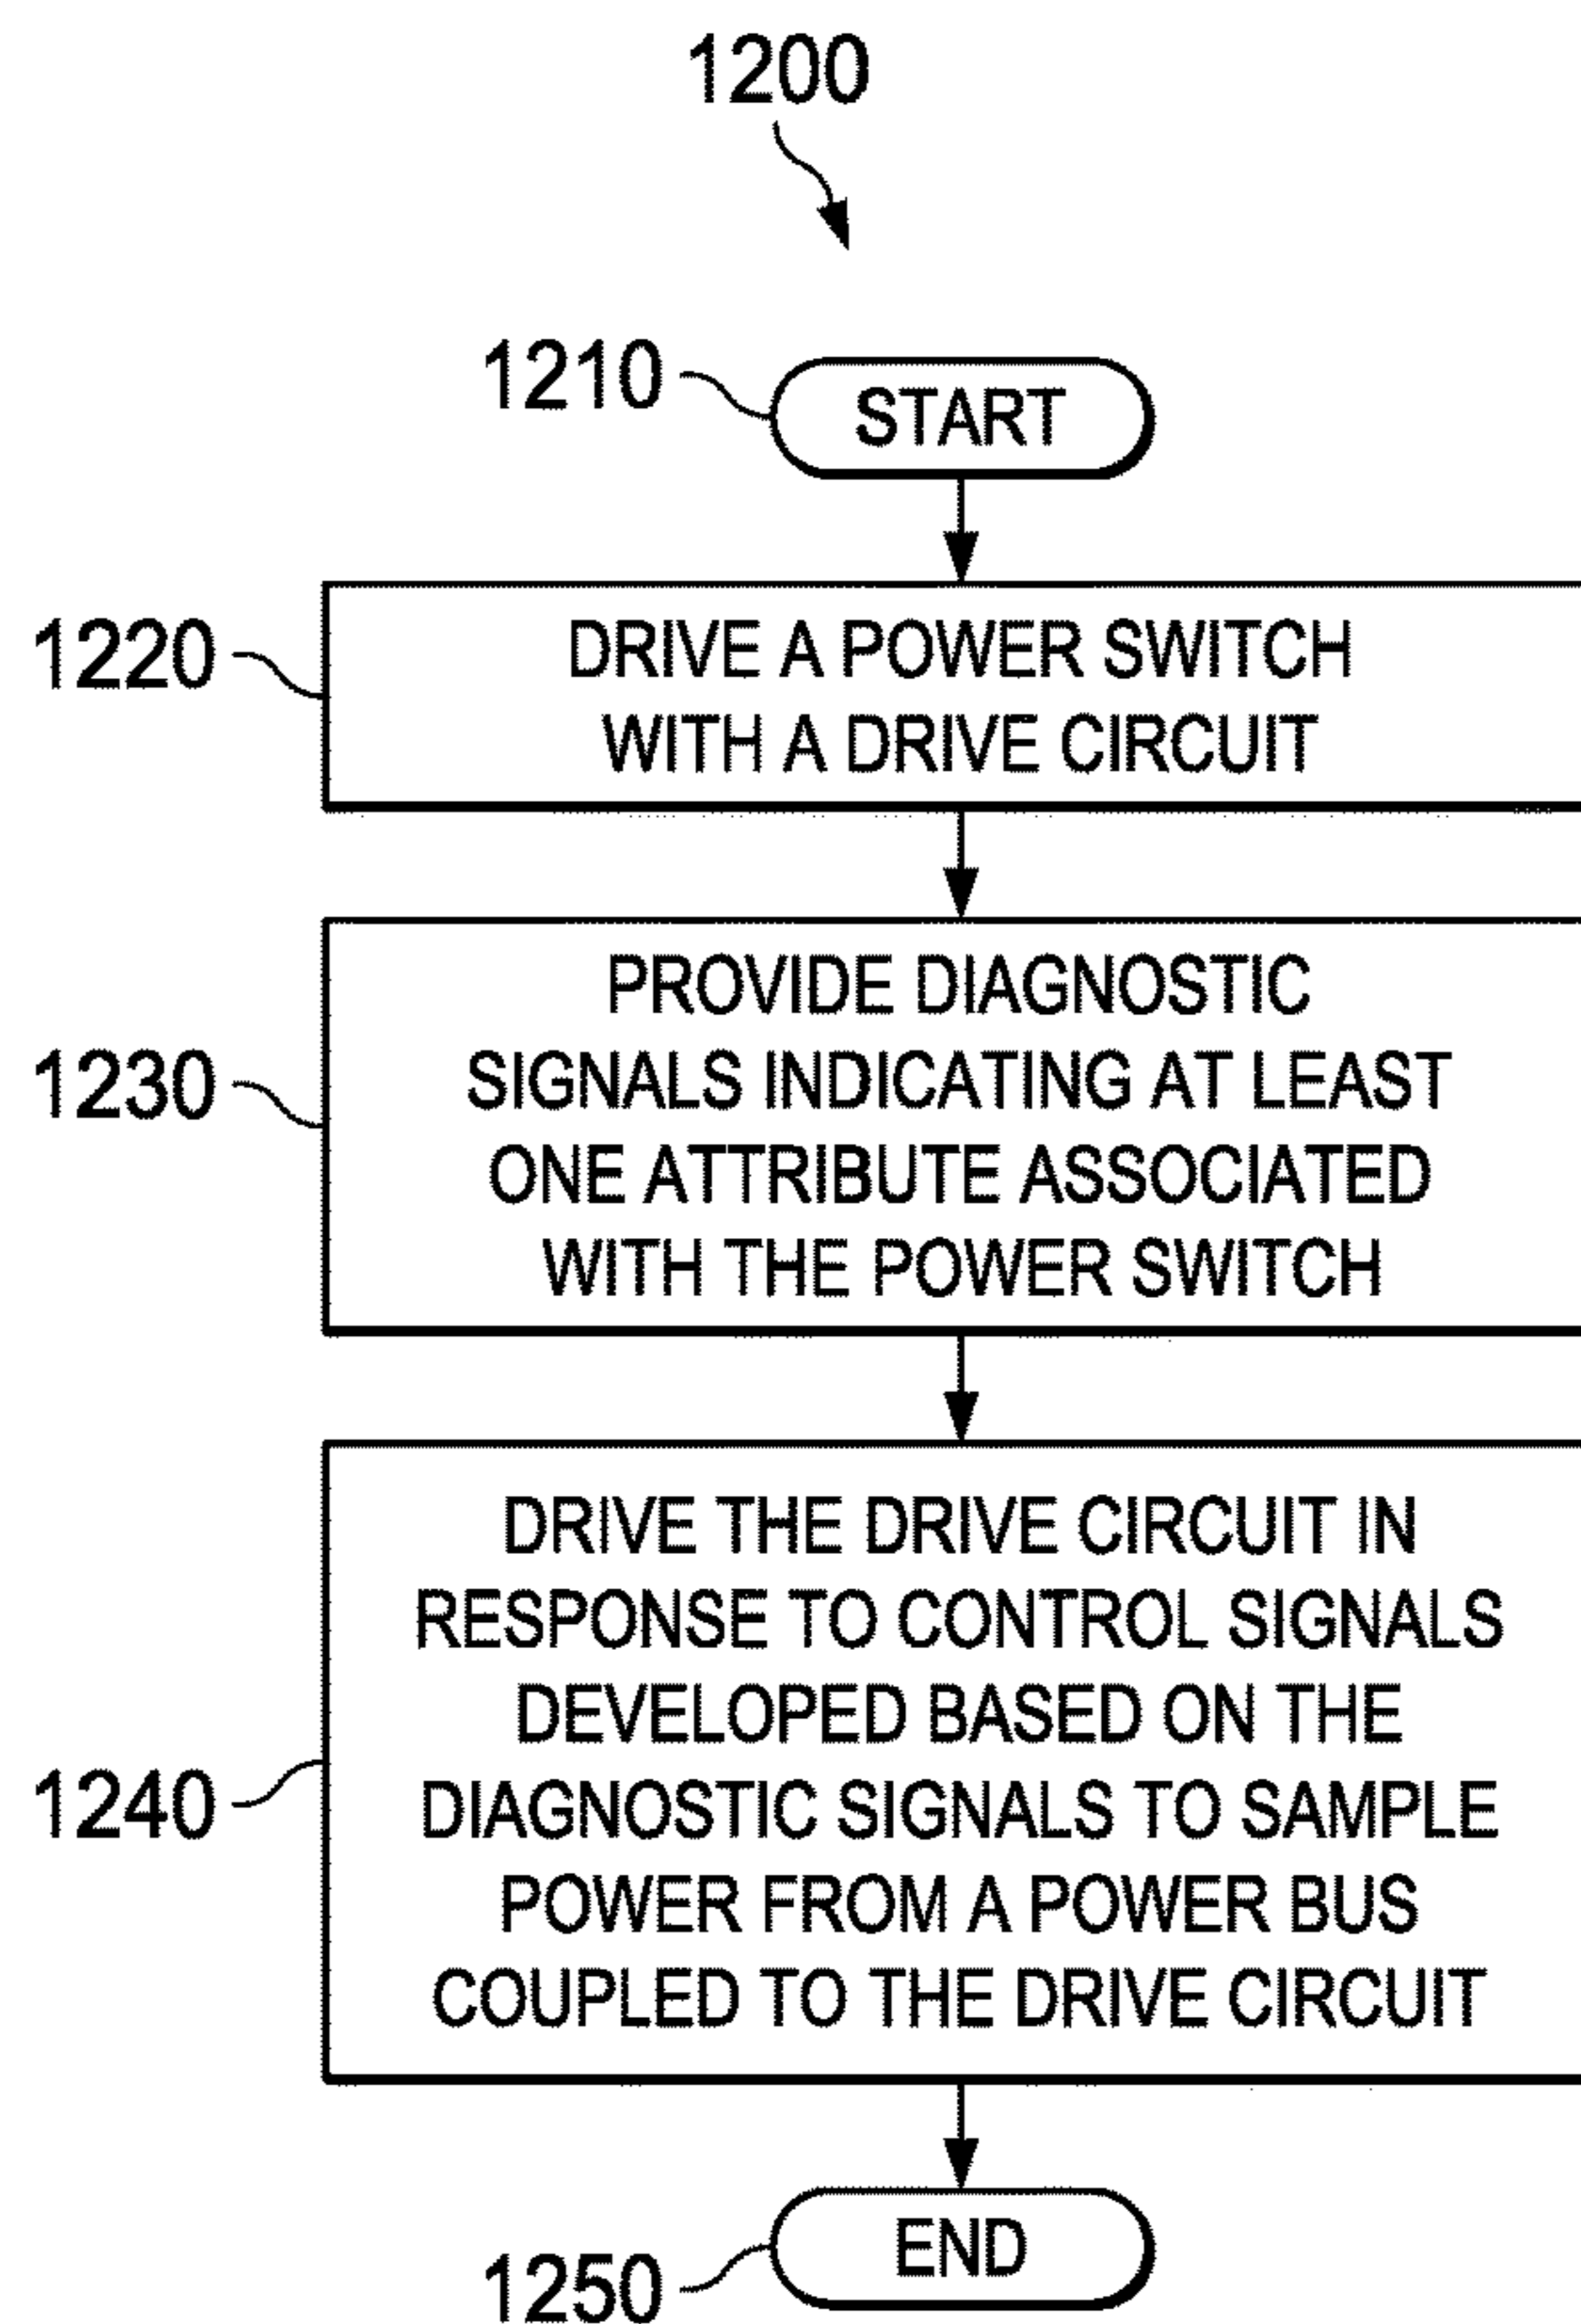 1200
1210
START
1220
DRIVE A POWER SWITCH
WITH A DRIVE CIRCUIT
1230
PROVIDE DIAGNOSTIC
SIGNALS INDICATING AT LEAST
ONE ATTRIBUTE ASSOCIATED
WITH THE POWER SWITCH
1240
DRIVE THE DRIVE CIRCUIT IN
RESPONSE TO CONTROL SIGNALS
DEVELOPED BASED ON THE
DIAGNOSTIC SIGNALS TO SAMPLE
POWER FROM A POWER BUS
COUPLED TO THE DRIVE CIRCUIT
1250
END